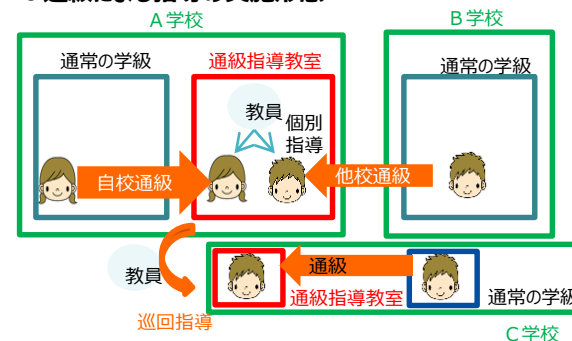 A学校
B学校
通常の学級
通級指導教室
通常の学級
教員
個別
指導
自校通級
他校通級
教員
通級
通級指導教室
通常の学級
巡回指導
C学校